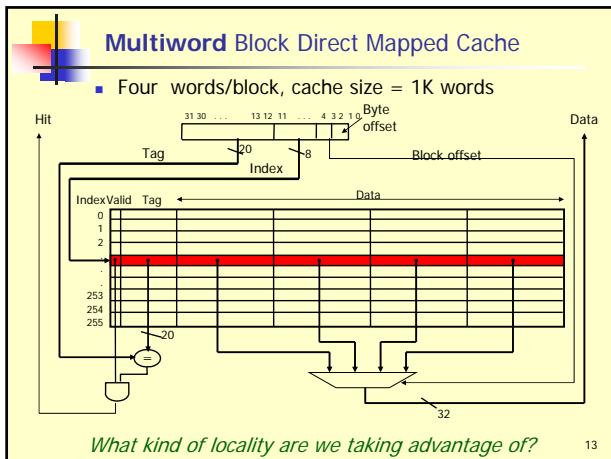 Multiword Block Direct Mapped Cache
Four words/block, cache size = 1K words
Hit
31 30 . . . 13 12 11 . . . 4 3 2 1 0
Byte
offset
Data
Tag
20
8
Block offset
Index
Index Valid Tag
Data
0
1
2
.
.
.
253
254
255
20
=
32
What kind of locality are we taking advantage of?
13